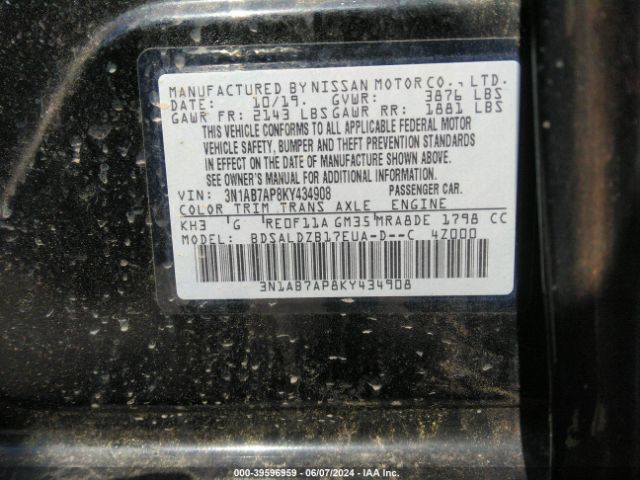 MANUFACTURED BY NISSAN MOTOR CO., LTD.
DATE: 10/19. GVWR: 3876 LBS
GAWR FR: 2143 LBS GAWR RR: 1881 LBS
THIS VEHICLE CONFORMS TO ALL APPLICABLE FEDERAL MOTOR
VEHICLE SAFETY, BUMPER AND THEFT PREVENTION STANDARDS
IN EFFECT ON THE DATE OF MANUFACTURE SHOWN ABOVE.
SEE OWNER'S MANUAL FOR ADDITIONAL INFORMATION.
VIN: 3N1AB7AP8KY434908 PASSENGER CAR.
COLOR TRIM TRANS AXLE ENGINE
KH3 'G 'RE0F11A GM35'MRA8DE 1798 CC
MODEL: BDSALDZB17EUA-D--C 4Z000
3N1AB7AP8KY434908
000-39596959 | 06/07/2024 | IAA Inc.